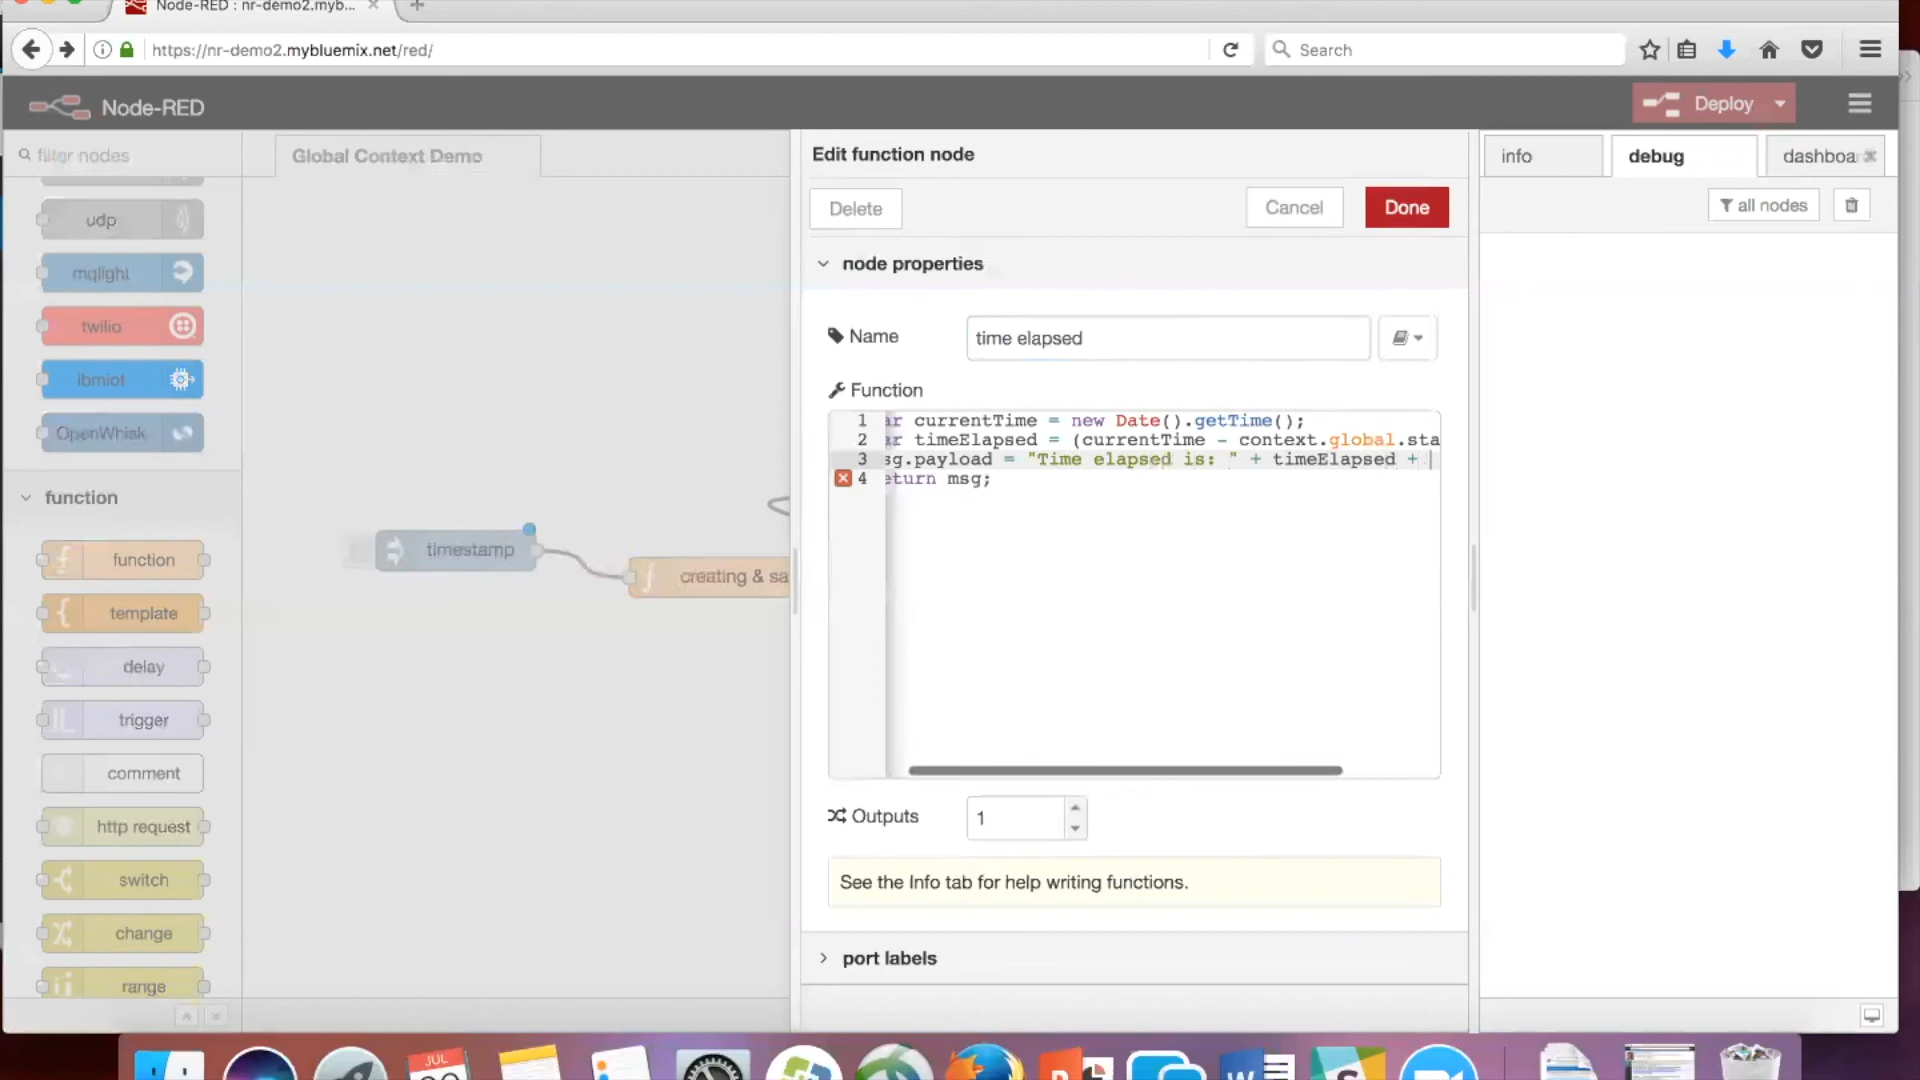 Node-RED : nr-demo2.myb...
https://nr-demo2.mybluemix.net/red/
Search
Node-RED
Deploy
filter nodes
Global Context Demo
Edit function node
info
debug
dashboa
Delete
Cancel
Done
all nodes
udp
mqlight
twilio
ibmiot
OpenWhisk
node properties
Name
time elapsed
Function
1 ar currentTime = new Date().getTime();
2 ar timeElapsed = (currentTime - context.global.sta
3 sg.payload = "Time elapsed is: " + timeElapsed +
4 eturn msg;
function
timestamp
creating & sa
function
template
delay
trigger
comment
http request
switch
change
range
Outputs
1
See the Info tab for help writing functions.
port labels
JUL